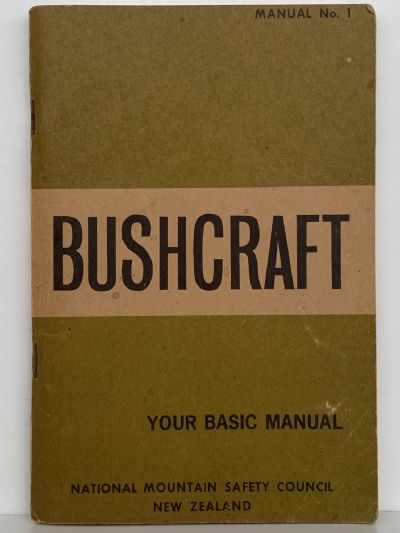 MANUAL No. 1
BUSHCRAFT
YOUR BASIC MANUAL
NATIONAL MOUNTAIN SAFETY COUNCIL
NEW ZEALAND